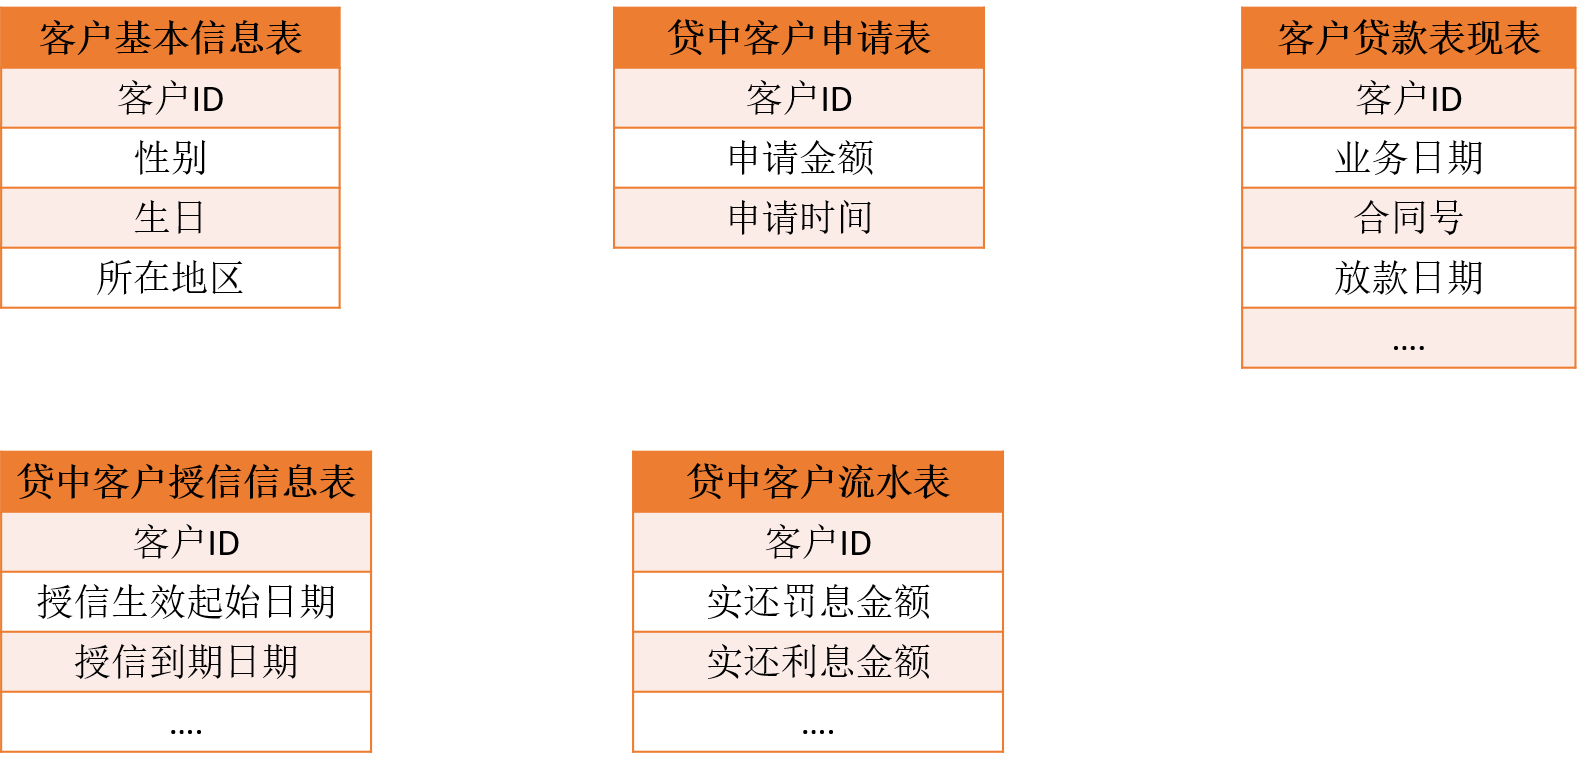 客户基本信息表
客户ID
性别
生日
所在地区
贷中客户申请表
客户ID
申请金额
申请时间
客户贷款表现表
客户ID
业务日期
合同号
放款日期
....
贷中客户授信信息表
客户ID
授信生效起始日期
授信到期日期
....
贷中客户流水表
客户ID
实还罚息金额
实还利息金额
....